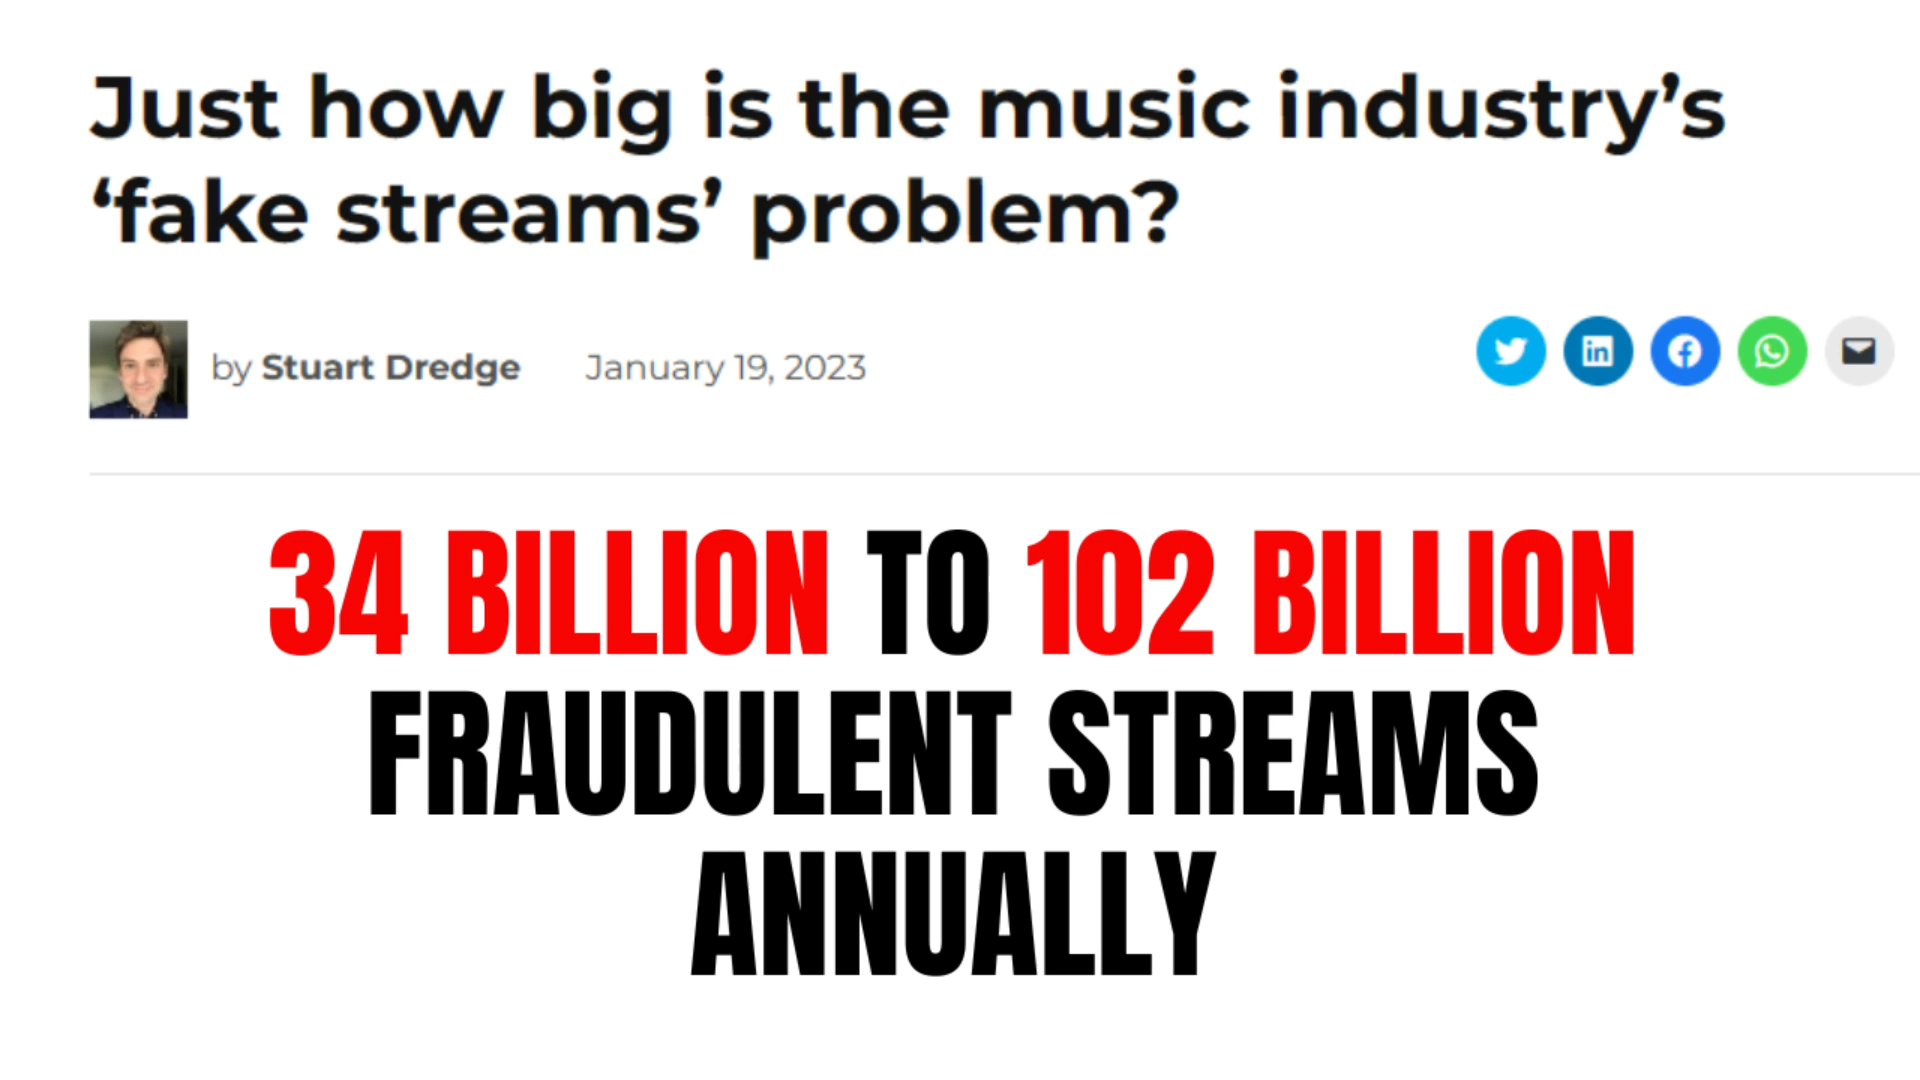 Just how big is the music industry’s
‘fake streams’ problem?
by Stuart Dredge January 19, 2023
34 BILLION TO 102 BILLION
FRAUDULENT STREAMS
ANNUALLY